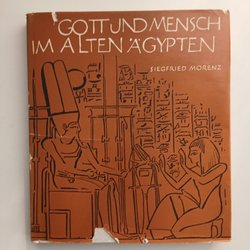 GOTT UND MENSCH
IM ALTEN ÄGYPTEN
SIEGFRIED MORENZ